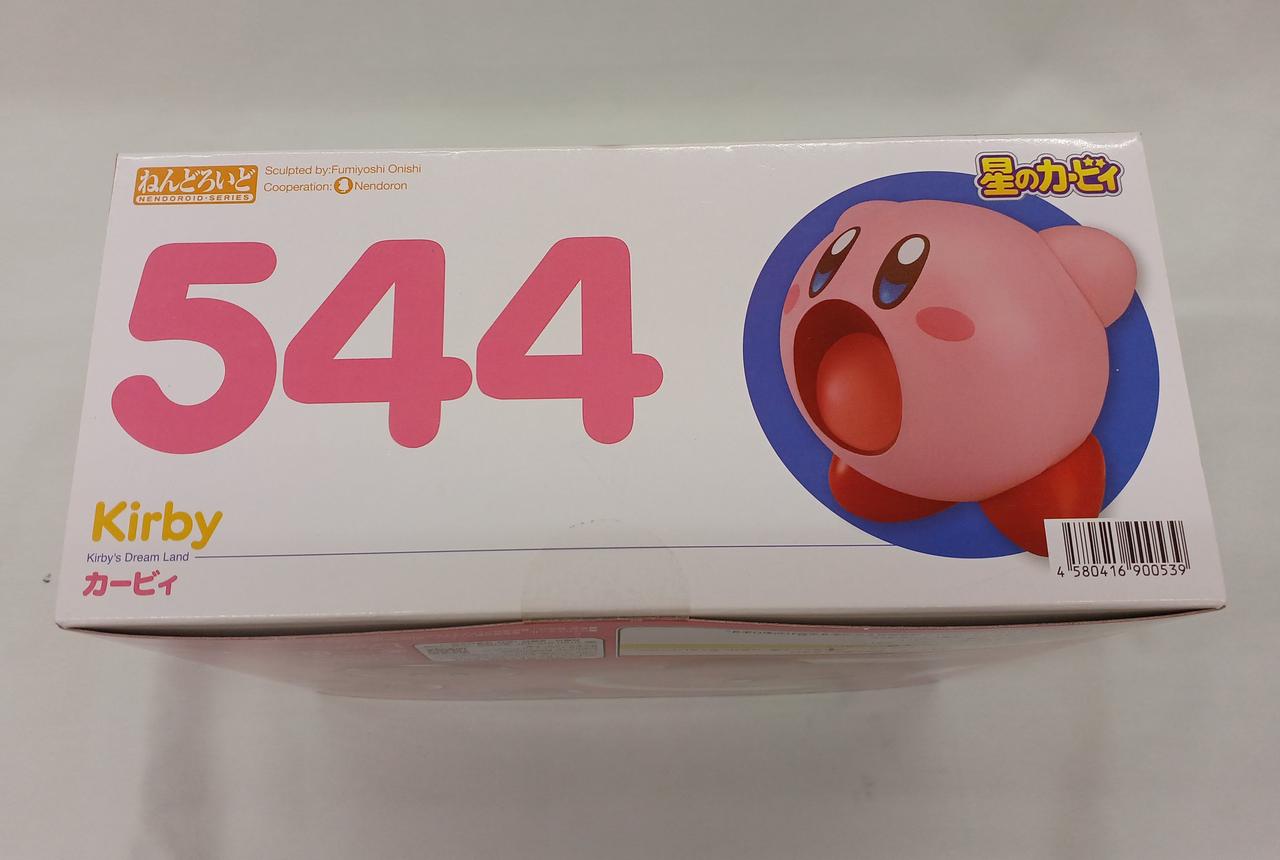 ねんどろいど
NENDOROID·SERIES
Sculpted by:Fumiyoshi Onishi
Cooperation: Nendoron
星のカービィ
544
Kirby
Kirby's Dream Land
カービィ
4 580416 900539